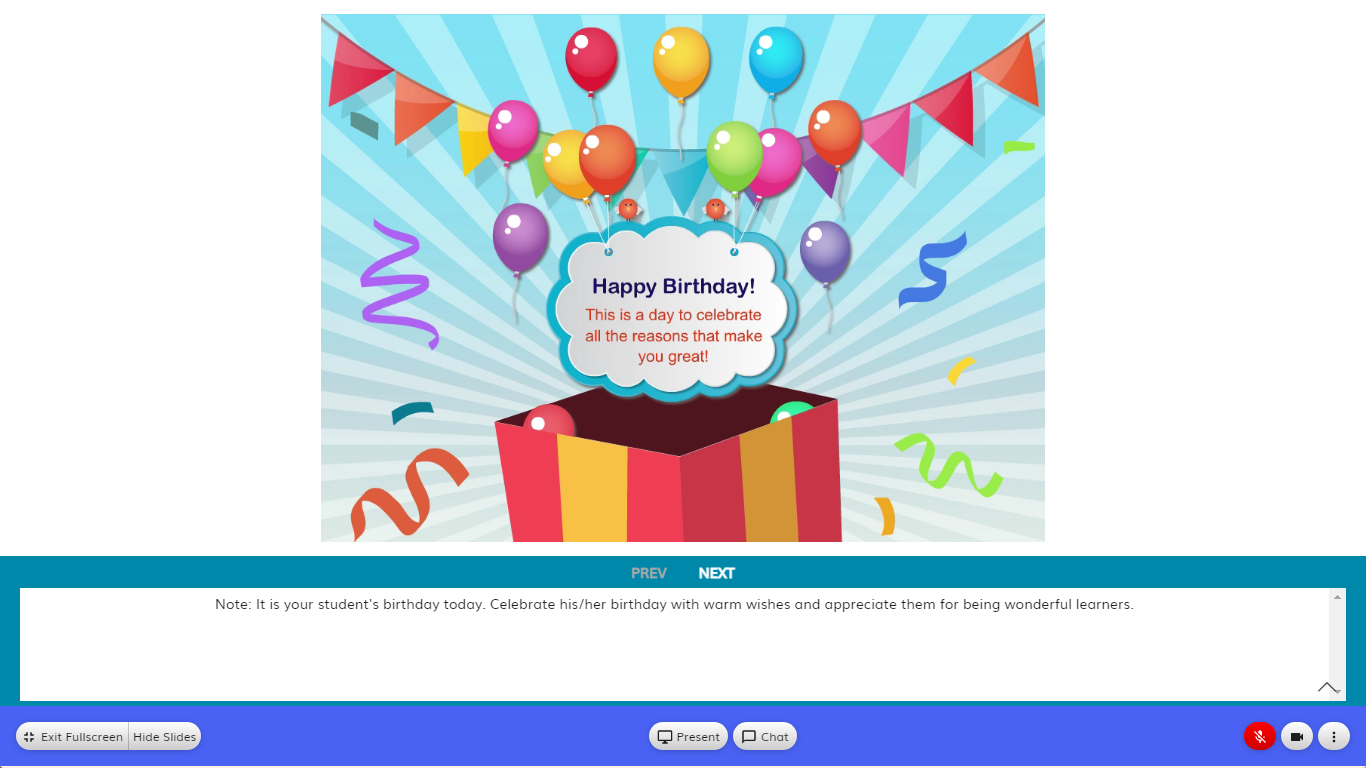 Happy Birthday!
This is a day to celebrate
all the reasons that make
you great!
PREV NEXT
Note: It is your student's birthday today. Celebrate his/her birthday with warm wishes and appreciate them for being wonderful learners.
Exit Fullscreen Hide Slides Present Chat